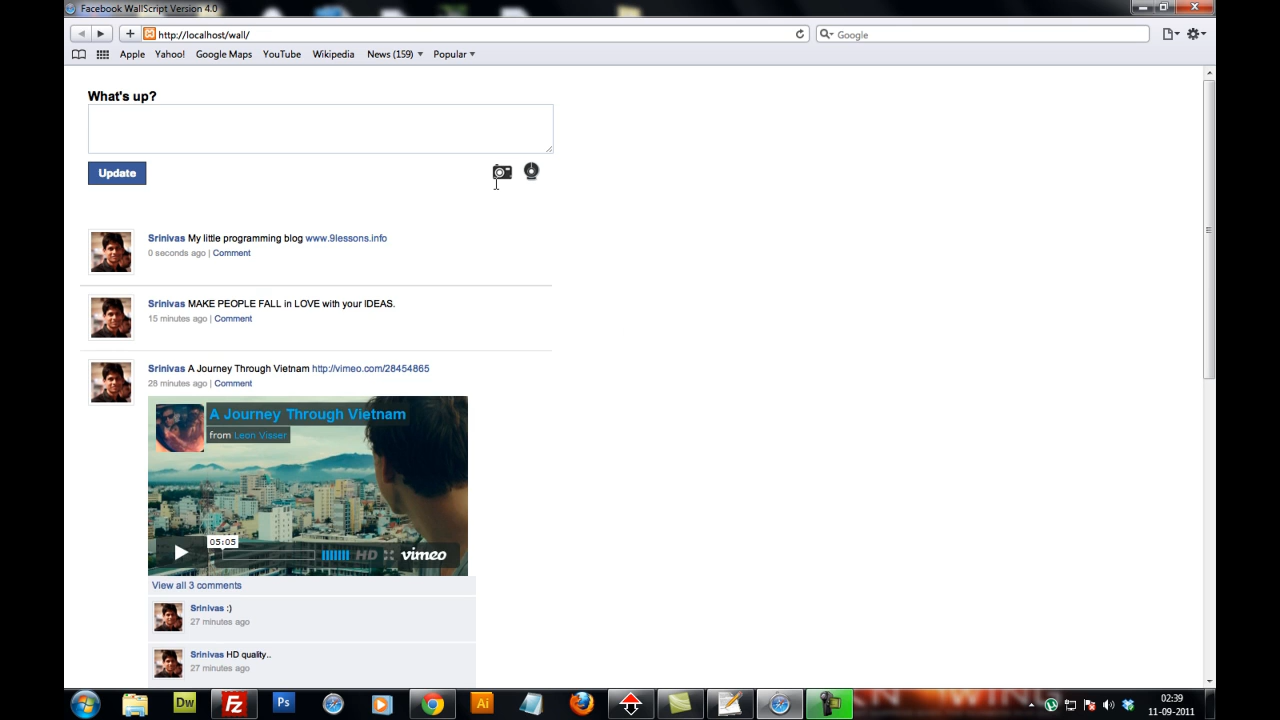 Facebook WallScript Version 4.0
http://localhost/wall/
Google
Apple Yahoo! Google Maps YouTube Wikipedia News (159) Popular
What's up?
Update
Srinivas My little programming blog www.9lessons.info
0 seconds ago | Comment
Srinivas MAKE PEOPLE FALL in LOVE with your IDEAS.
15 minutes ago | Comment
Srinivas A Journey Through Vietnam http://vimeo.com/28454865
28 minutes ago | Comment
A Journey Through Vietnam
from Leon Visser
05:05
HD vimeo
View all 3 comments
Srinivas :)
27 minutes ago
Srinivas HD quality..
27 minutes ago
Dw Fz Ps Ai
02:39
11-09-2011